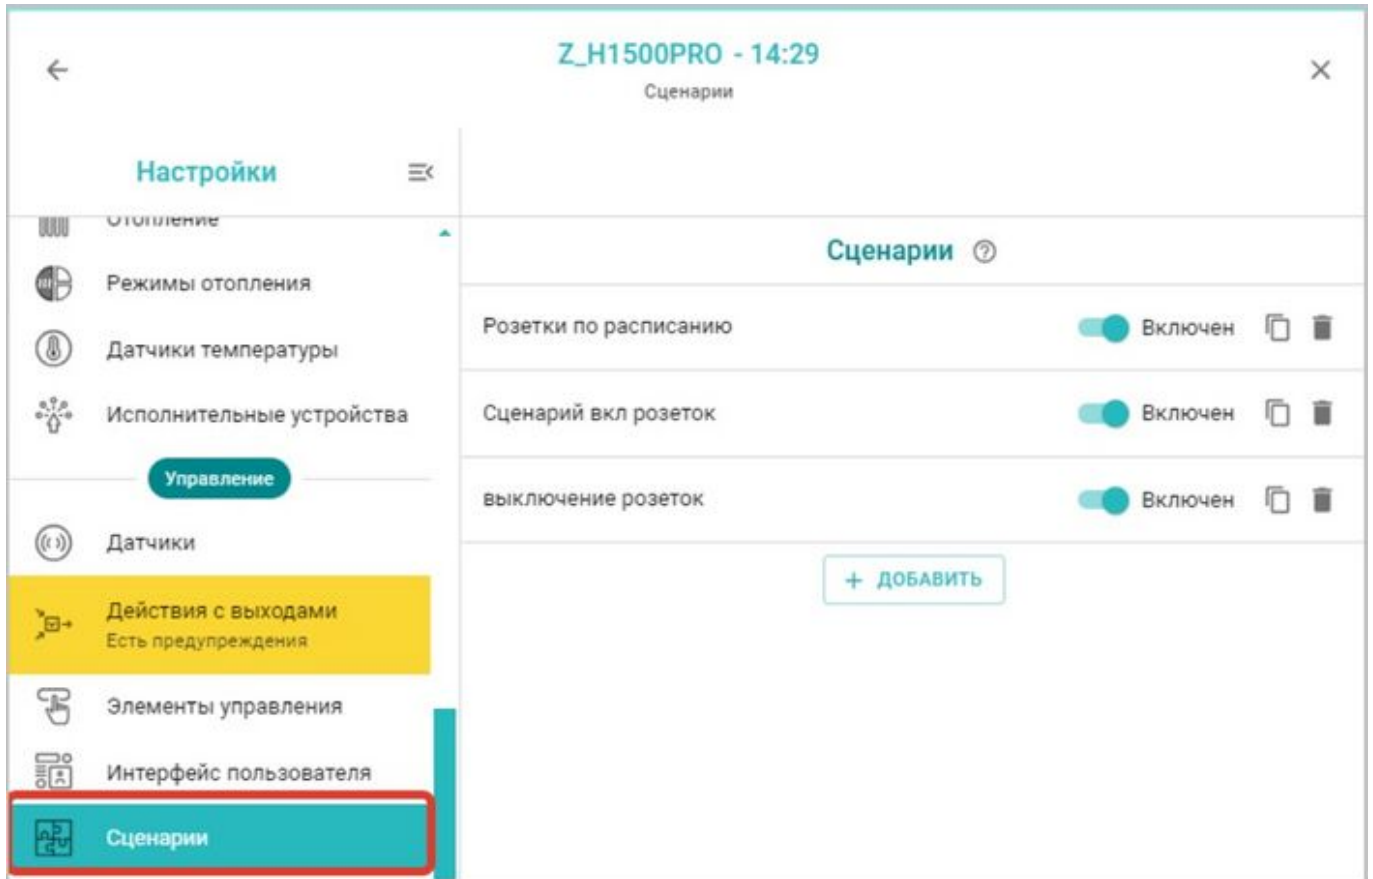 Z_H1500PRO - 14:29
Сценарии
Настройки
Отопление
Режимы отопления
Датчики температуры
Исполнительные устройства
Управление
Датчики
Действия с выходами
Есть предупреждения
Элементы управления
Интерфейс пользователя
Сценарии
Сценарии
Розетки по расписанию Включен
Сценарий вкл розеток Включен
выключение розеток Включен
+ ДОБАВИТЬ